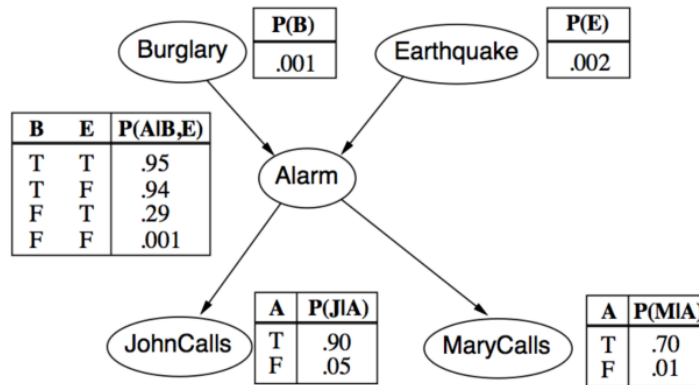 Burglary
P(B)
.001
Earthquake
P(E)
.002
B E P(A|B,E)
T T .95
T F .94
F T .29
F F .001
Alarm
JohnCalls
A P(J|A)
T .90
F .05
MaryCalls
A P(M|A)
T .70
F .01